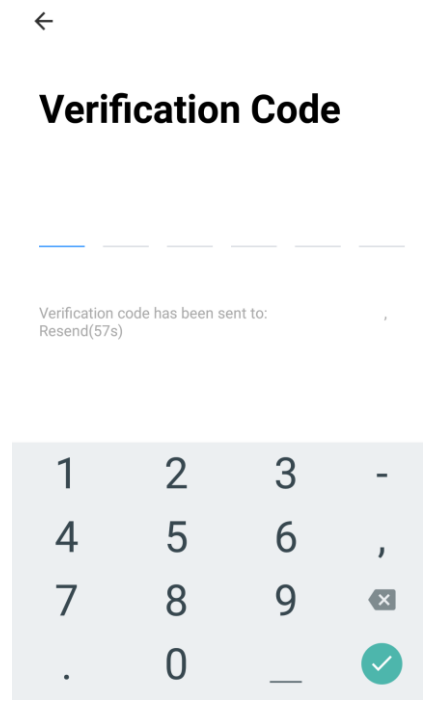 Verification Code
Verification code has been sent to: ,
Resend(57s)
1 2 3 -
4 5 6 ,
7 8 9
. 0 _